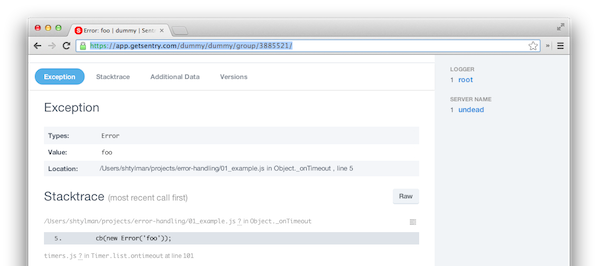 Error: foo | dummy | Sent
https://app.getsentry.com/dummy/dummy/group/3885521/
Exception Stacktrace Additional Data Versions
Exception
Types: Error
Value: foo
Location: /Users/shtylman/projects/error-handling/01_example.js in Object._onTimeout , line 5
Stacktrace (most recent call first) Raw
/Users/shtylman/projects/error-handling/01_example.js ? in Object._onTimeout
5. cb(new Error('foo'));
timers.js ? in Timer.list.ontimeout at line 101
LOGGER
1 root
SERVER NAME
1 undead